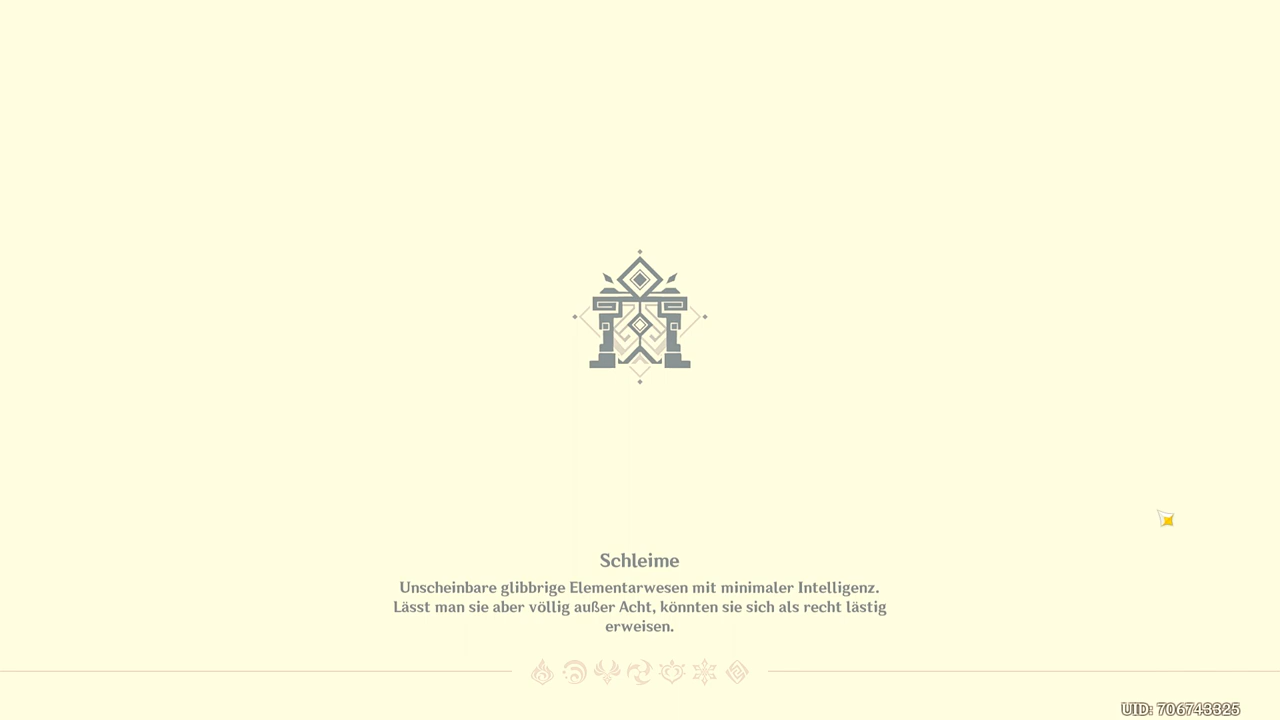 Schleime
Unscheinbare glibbrige Elementarwesen mit minimaler Intelligenz.
Lässt man sie aber völlig außer Acht, könnten sie sich als recht lästig
erweisen.
UID: 706743325